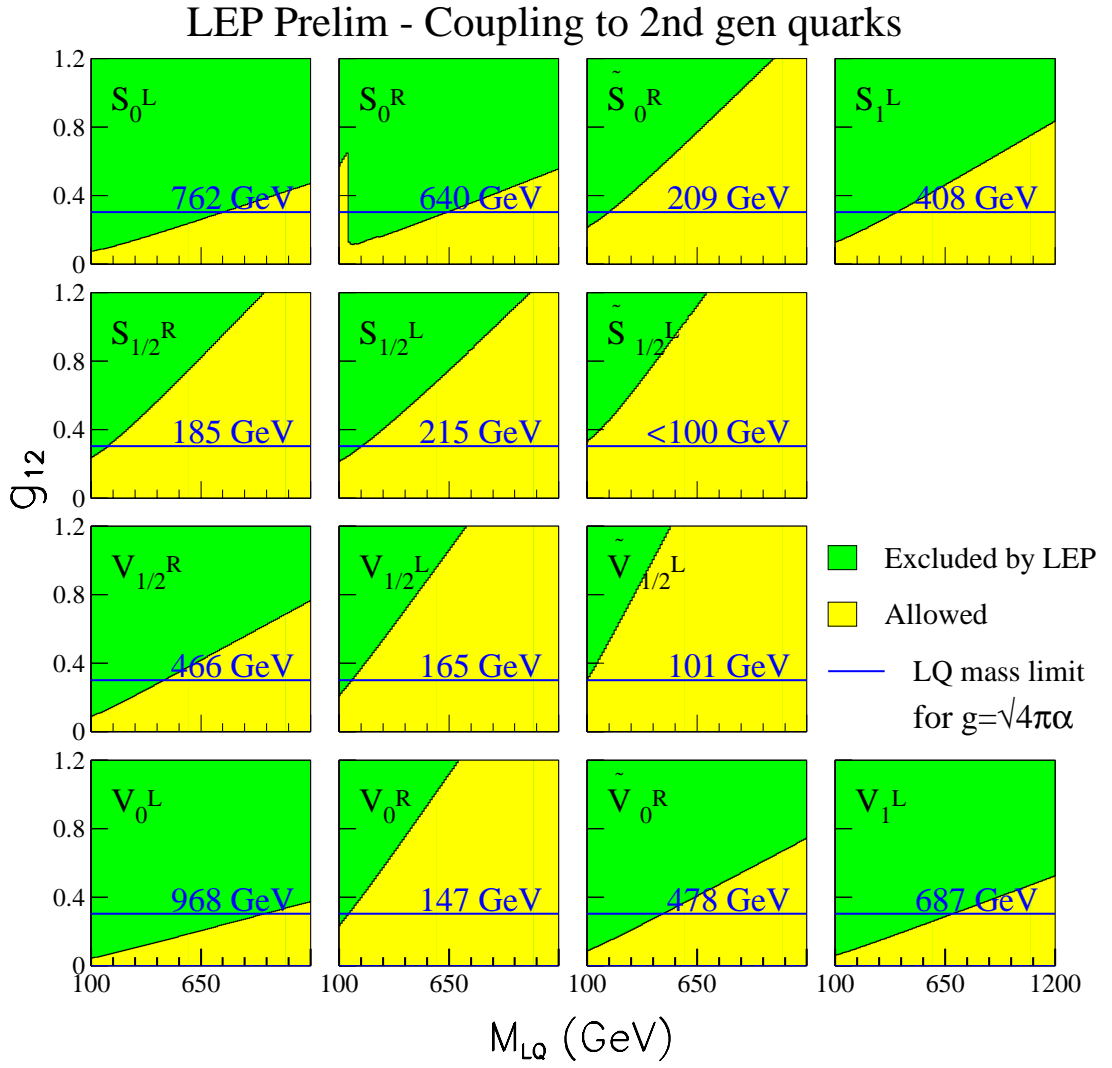 LEP Prelim - Coupling to 2nd gen quarks
1.2
0.8
0.4
0
S₀ᴸ
762 GeV
S₀ᴿ
640 GeV
S̃₀ᴿ
209 GeV
S₁ᴸ
408 GeV
1.2
0.8
0.4
0
S₁/₂ᴿ
185 GeV
S₁/₂ᴸ
215 GeV
S̃₁/₂ᴸ
<100 GeV
g₁₂
1.2
0.8
0.4
0
V₁/₂ᴿ
466 GeV
V₁/₂ᴸ
165 GeV
Ṽ₁/₂ᴸ
101 GeV
Excluded by LEP
Allowed
LQ mass limit
for g=√4πα
1.2
0.8
0.4
0
V₀ᴸ
968 GeV
V₀ᴿ
147 GeV
Ṽ₀ᴿ
478 GeV
V₁ᴸ
687 GeV
100 650 100 650 100 650 100 650 1200
M_LQ (GeV)